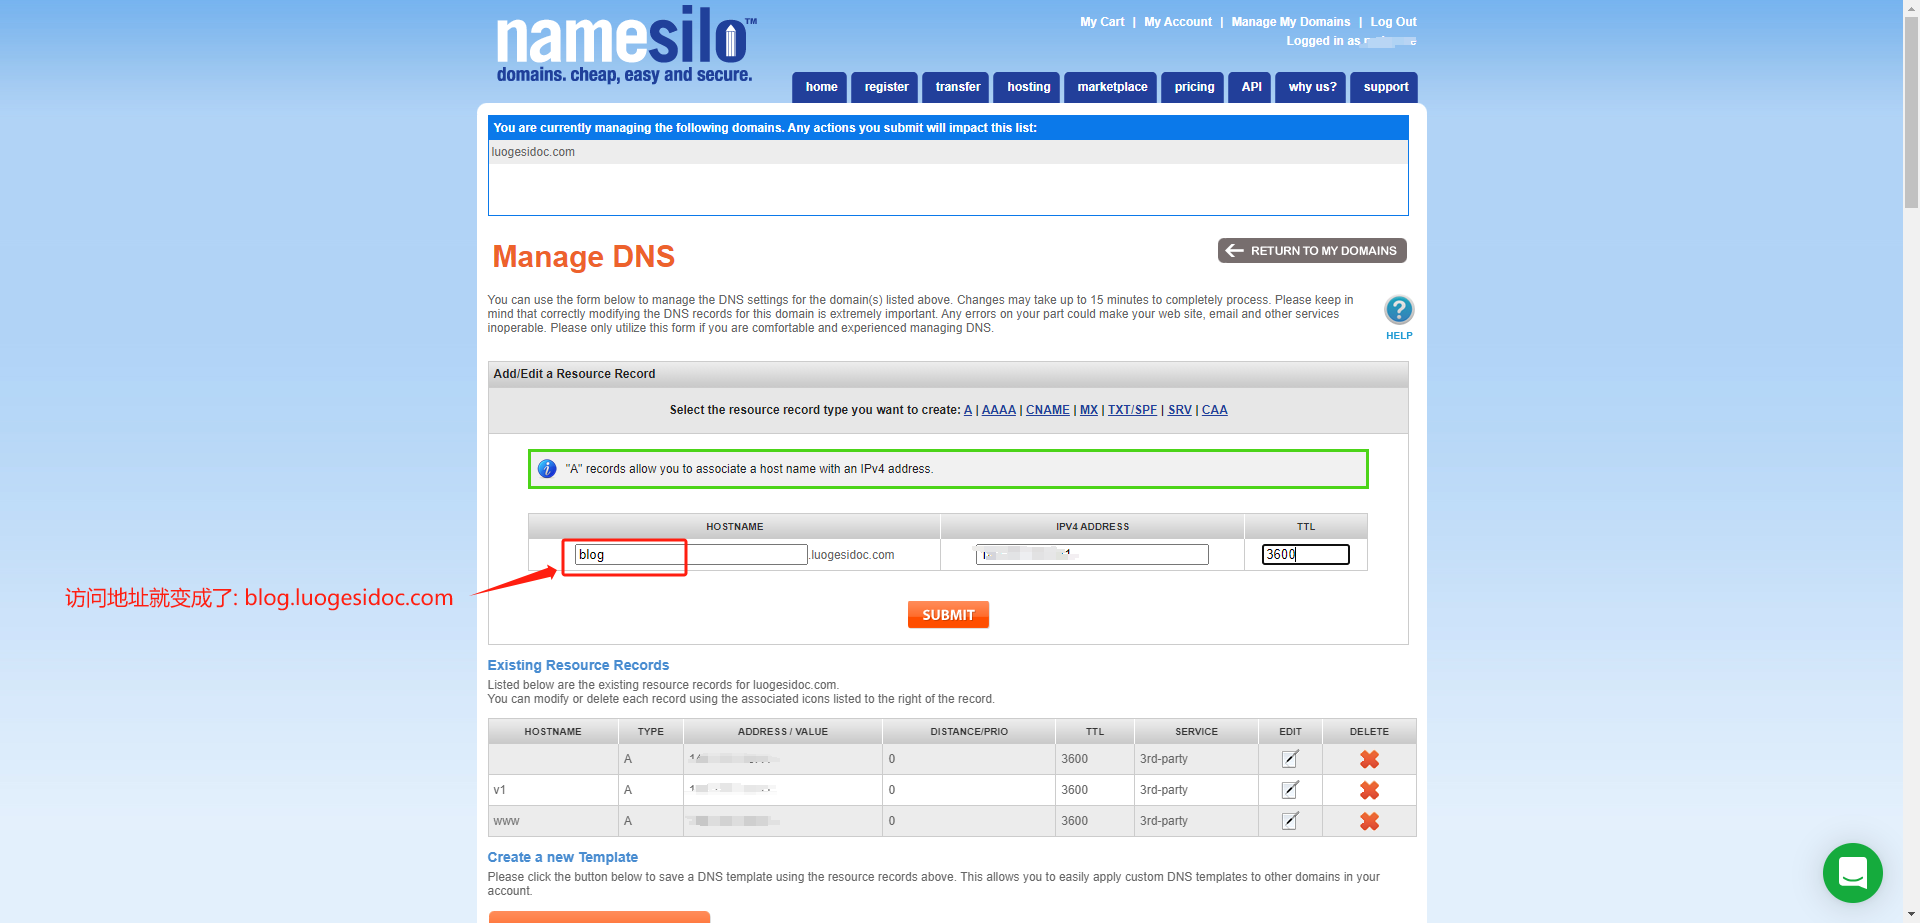 namesilo™
domains. cheap, easy and secure.
My Cart | My Account | Manage My Domains | Log Out
Logged in as
home register transfer hosting marketplace pricing API why us? support
You are currently managing the following domains. Any actions you submit will impact this list:
luogesidoc.com
Manage DNS
RETURN TO MY DOMAINS
You can use the form below to manage the DNS settings for the domain(s) listed above. Changes may take up to 15 minutes to completely process. Please keep in
mind that correctly modifying the DNS records for this domain is extremely important. Any errors on your part could make your web site, email and other services
inoperable. Please only utilize this form if you are comfortable and experienced managing DNS.
HELP
Add/Edit a Resource Record
Select the resource record type you want to create: A | AAAA | CNAME | MX | TXT/SPF | SRV | CAA
"A" records allow you to associate a host name with an IPv4 address.
HOSTNAME IPV4 ADDRESS TTL
blog .luogesidoc.com 3600
访问地址就变成了: blog.luogesidoc.com
SUBMIT
Existing Resource Records
Listed below are the existing resource records for luogesidoc.com.
You can modify or delete each record using the associated icons listed to the right of the record.
HOSTNAME TYPE ADDRESS / VALUE DISTANCE/PRIO TTL SERVICE EDIT DELETE
A 0 3600 3rd-party
v1 A 0 3600 3rd-party
www A 0 3600 3rd-party
Create a new Template
Please click the button below to save a DNS template using the resource records above. This allows you to easily apply custom DNS templates to other domains in your
account.